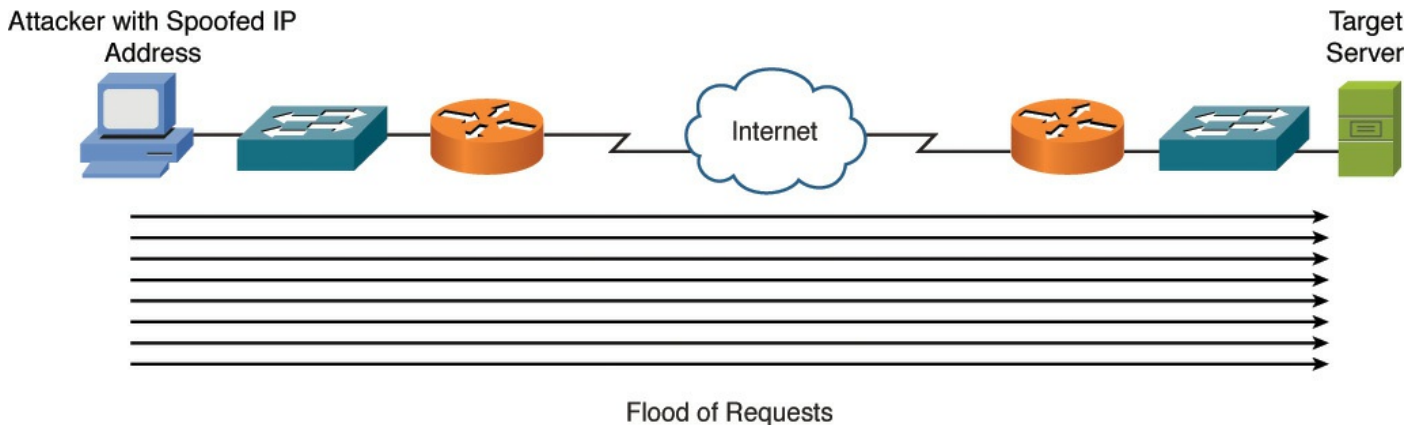 Attacker with Spoofed IP
Address
Target
Server
Internet
Flood of Requests